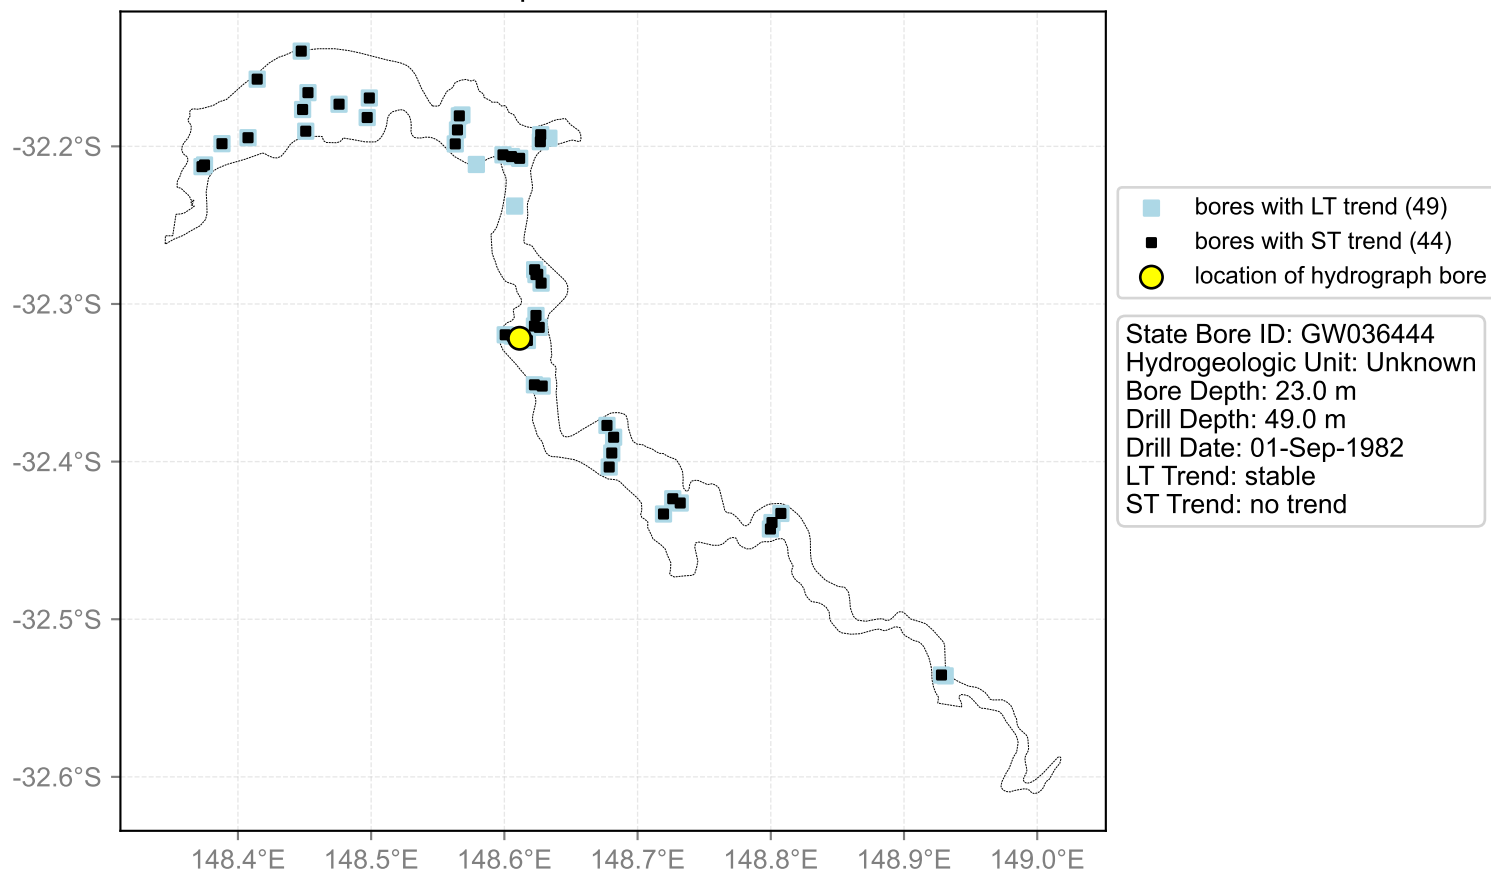 -32.2°S
-32.3°S
-32.4°S
-32.5°S
-32.6°S
148.4°E 148.5°E 148.6°E 148.7°E 148.8°E 148.9°E 149.0°E
bores with LT trend (49)
bores with ST trend (44)
location of hydrograph bore
State Bore ID: GW036444
Hydrogeologic Unit: Unknown
Bore Depth: 23.0 m
Drill Depth: 49.0 m
Drill Date: 01-Sep-1982
LT Trend: stable
ST Trend: no trend